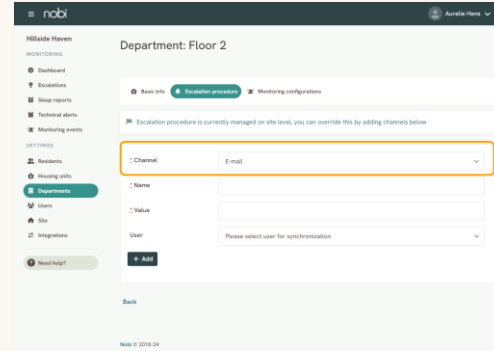 nobi
Aurelie Hens
Hillside Haven
MONITORING
Dashboard
Escalations
Sleep reports
Technical alerts
Monitoring events
SETTINGS
Residents
Housing units
Departments
Users
Site
Integrations
Need help?
Department: Floor 2
Basic info
Escalation procedure
Monitoring configurations
Escalation procedure is currently managed on site level, you can override this by adding channels below
* Channel
E-mail
* Name
* Value
User
Please select user for synchronization
+ Add
Back
Nobi © 2018-24